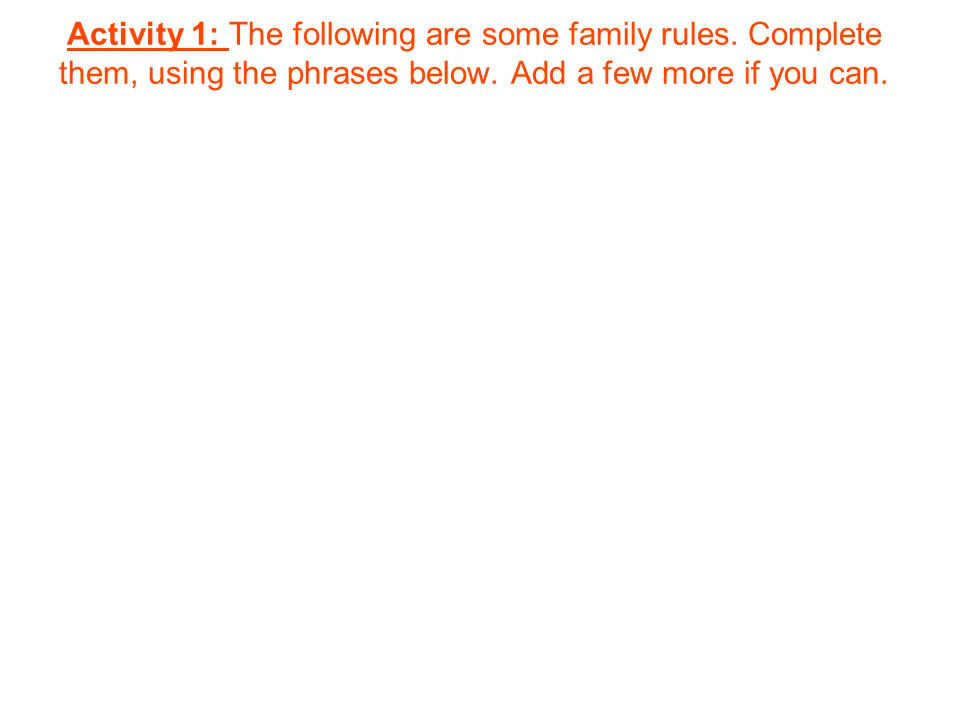 Activity 1: The following are some family rules. Complete
them, using the phrases below. Add a few more if you can.